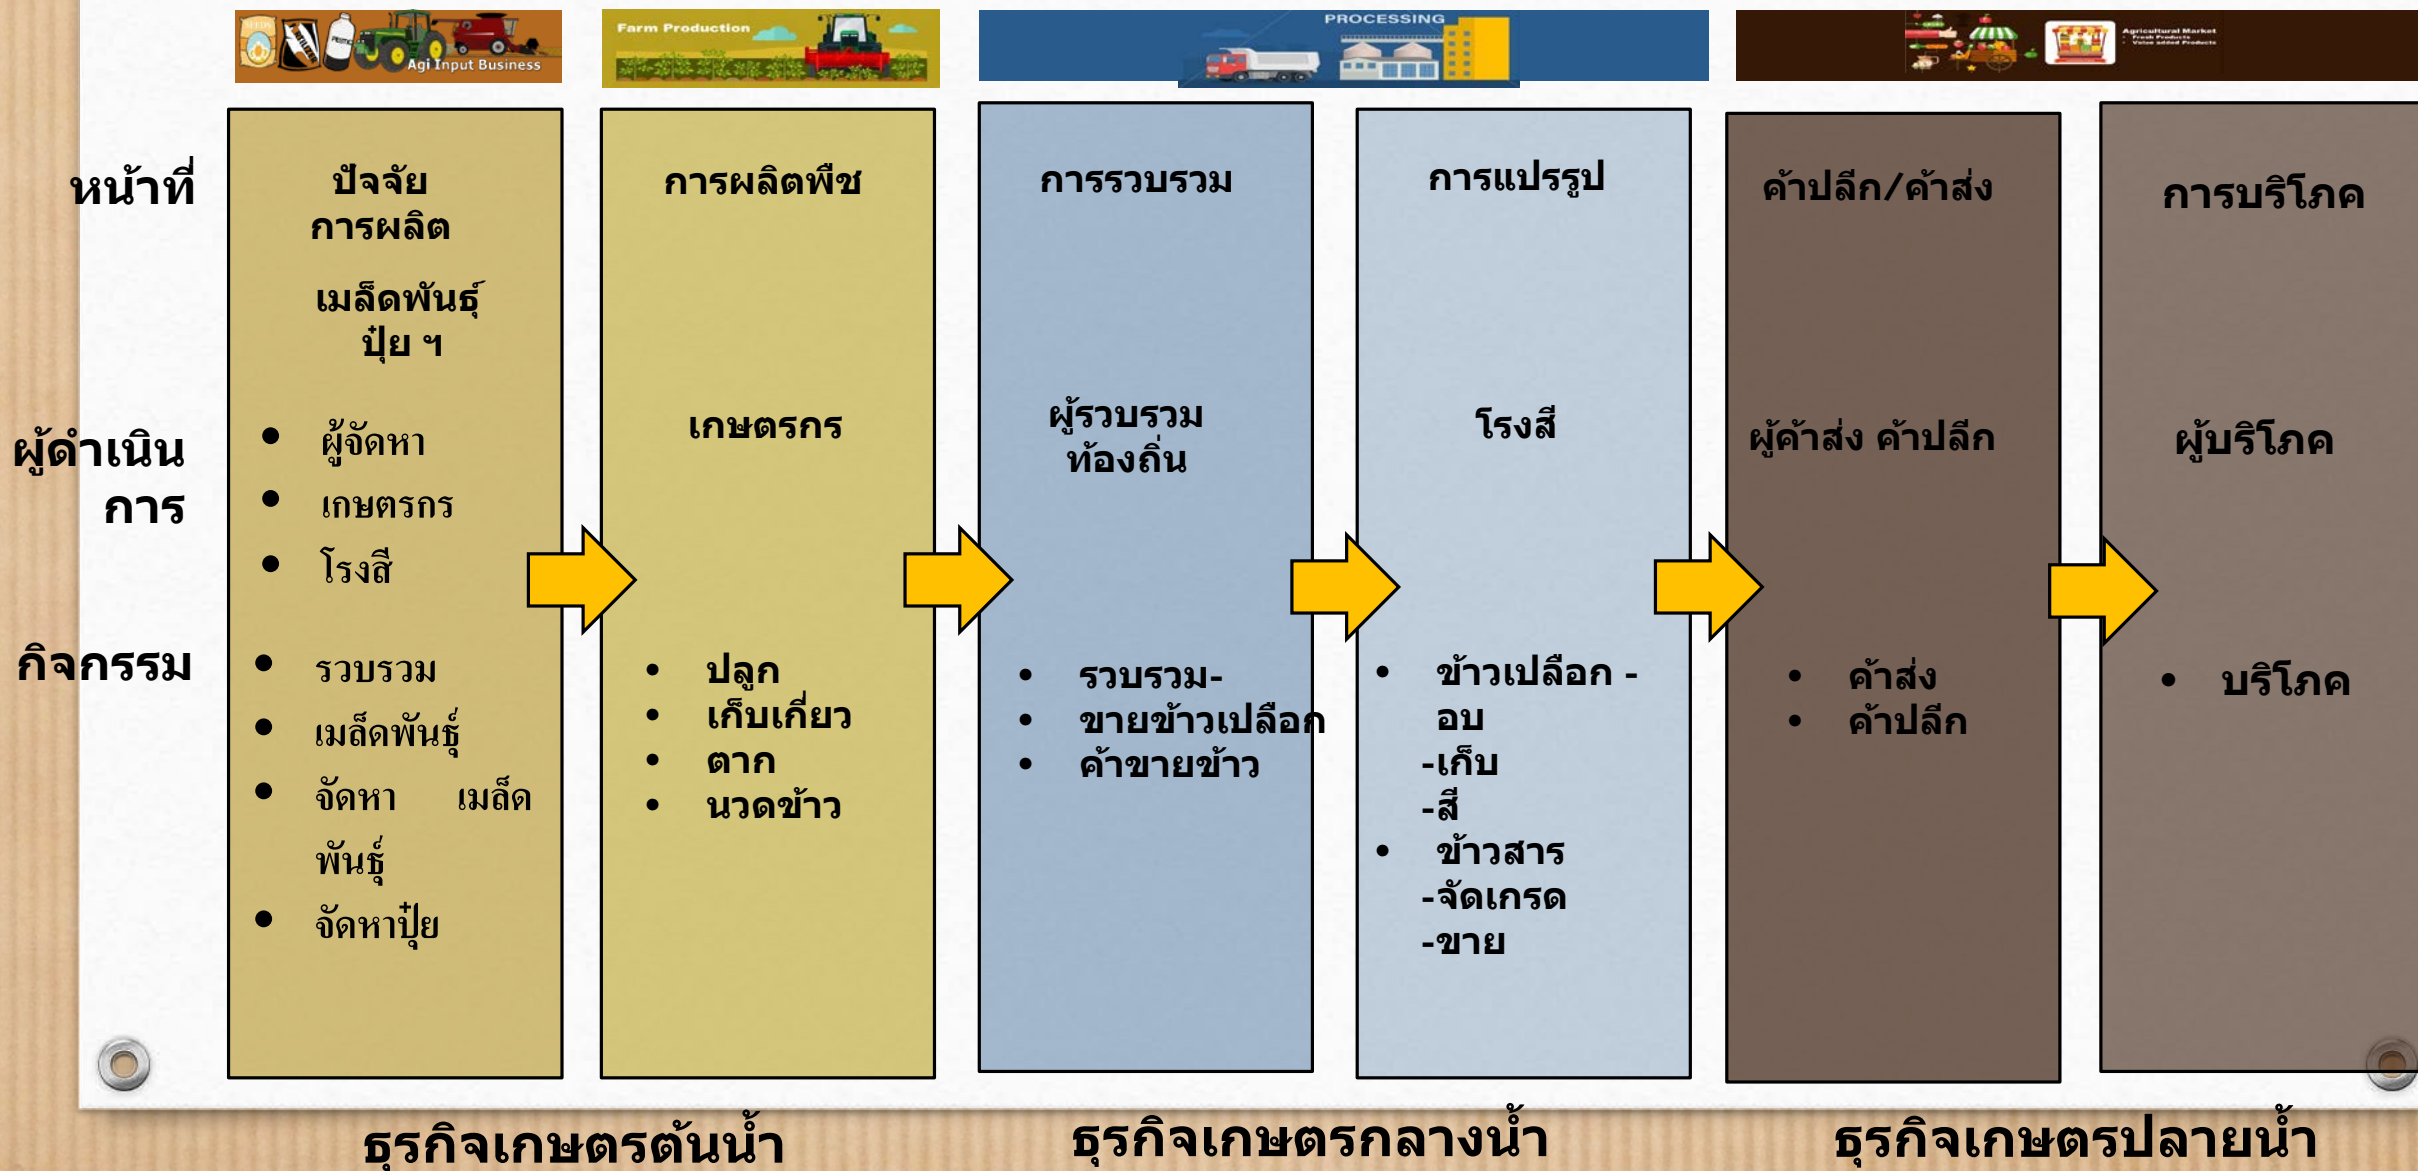 SEEDS
Agi Input Business
Farm Production
PROCESSING
Agricultural Market
Fresh Products
Value added Products
หน้าที่
ปัจจัย
การผลิต
เมล็ดพันธุ์
ปุ๋ย ฯ
การผลิตพืช
การรวบรวม
การแปรรูป
ค้าปลีก/ค้าส่ง
การบริโภค
ผู้ดำเนิน
การ
• ผู้จัดหา
• เกษตรกร
• โรงสี
เกษตรกร
ผู้รวบรวม
ท้องถิ่น
โรงสี
ผู้ค้าส่ง ค้าปลีก
ผู้บริโภค
กิจกรรม
• รวบรวม
• เมล็ดพันธุ์
• จัดหา เมล็ด
พันธุ์
• จัดหาปุ๋ย
• ปลูก
• เก็บเกี่ยว
• ตาก
• นวดข้าว
• รวบรวม-
• ขายข้าวเปลือก
• ค้าขายข้าว
• ข้าวเปลือก -
อบ
-เก็บ
-สี
• ข้าวสาร
-จัดเกรด
-ขาย
• ค้าส่ง
• ค้าปลีก
• บริโภค
ธุรกิจเกษตรต้นน้ำ
ธุรกิจเกษตรกลางน้ำ
ธุรกิจเกษตรปลายน้ำ